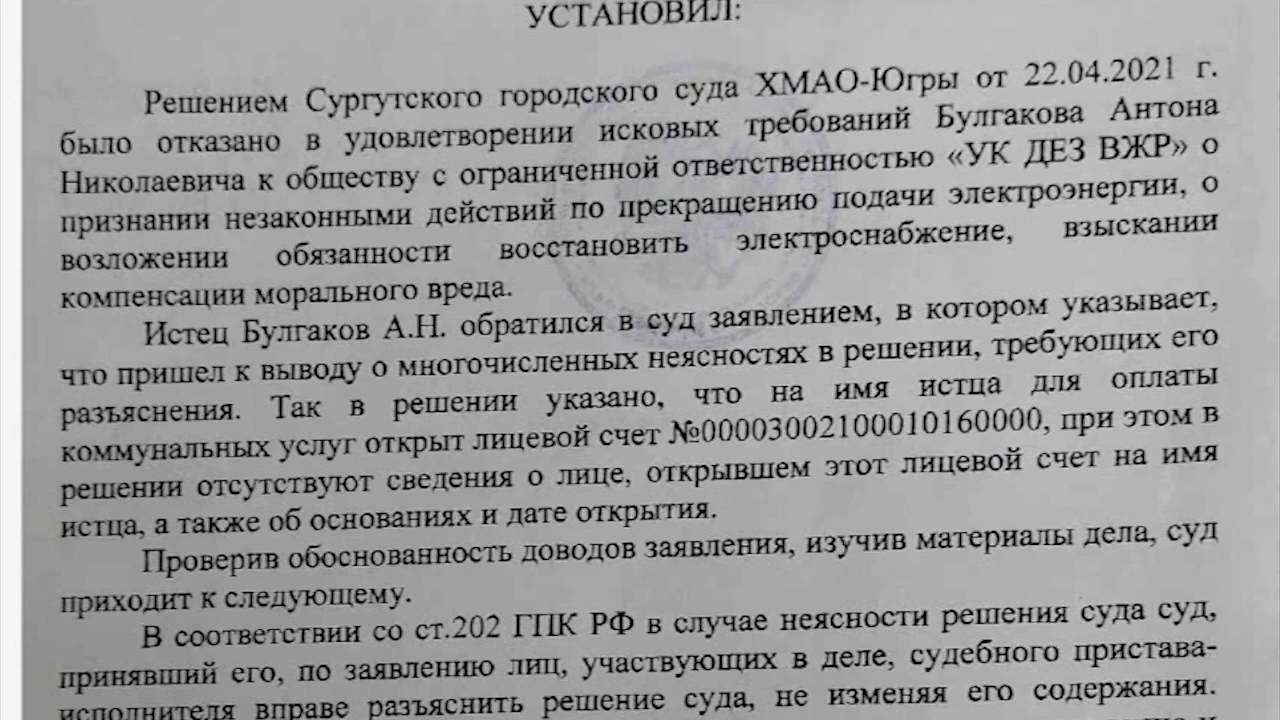 УСТАНОВИЛ:
Решением Сургутского городского суда ХМАО-Югры от 22.04.2021 г.
было отказано в удовлетворении исковых требований Булгакова Антона
Николаевича к обществу с ограниченной ответственностью «УК ДЕЗ ВЖР» о
признании незаконными действий по прекращению подачи электроэнергии, о
возложении обязанности восстановить электроснабжение, взыскании
компенсации морального вреда.
Истец Булгаков А.Н. обратился в суд заявлением, в котором указывает,
что пришел к выводу о многочисленных неясностях в решении, требующих его
разъяснения. Так в решении указано, что на имя истца для оплаты
коммунальных услуг открыт лицевой счет №00003002100010160000, при этом в
решении отсутствуют сведения о лице, открывшем этот лицевой счет на имя
истца, а также об основаниях и дате открытия.
Проверив обоснованность доводов заявления, изучив материалы дела, суд
приходит к следующему.
В соответствии со ст.202 ГПК РФ в случае неясности решения суда суд,
принявший его, по заявлению лиц, участвующих в деле, судебного пристава-
исполнителя вправе разъяснить решение суда, не изменяя его содержания.